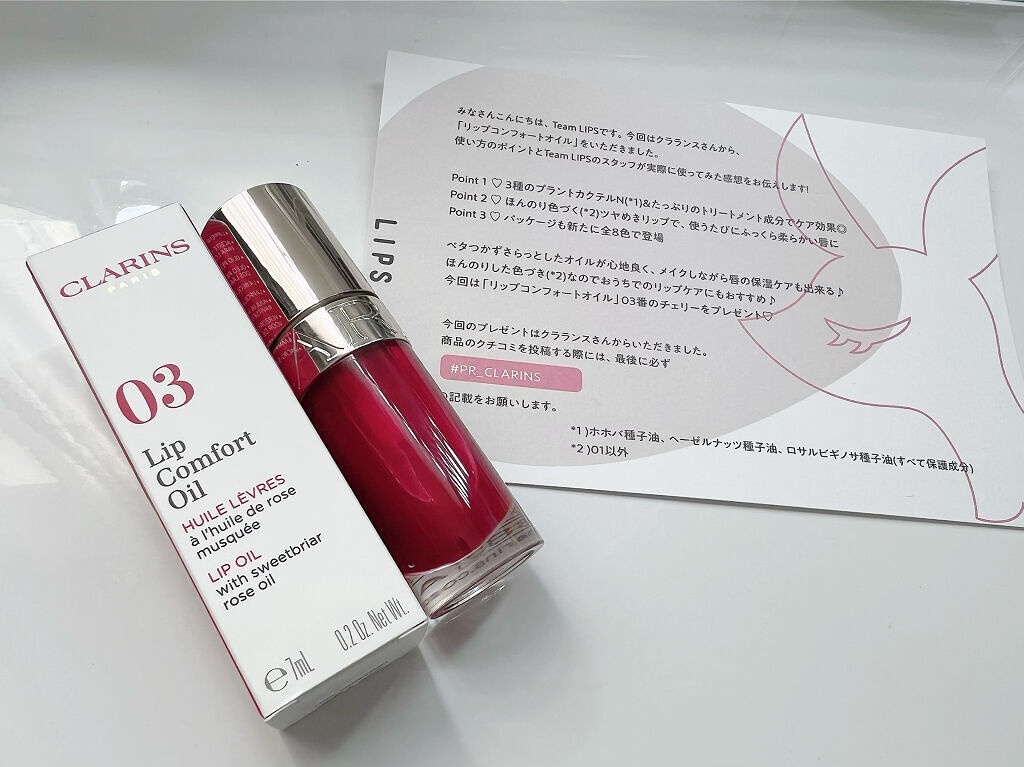 CLARINS
PARIS
03
Lip
Comfort
Oil
HUILE LÈVRES
à l'huile de rose
musquée
LIP OIL
with sweetbriar
rose oil
e7mL 0.2 Oz. Net Wt.
LIPS
みなさんこんにちは、Team LIPSです。今回はクラランスさんから、
「リップコンフォートオイル」をいただきました。
使い方のポイントとTeam LIPSのスタッフが実際に使ってみた感想をお伝えします!
Point 1 ♡ 3種のプラントカクテルN(*1)&たっぷりのトリートメント成分でケア効果◎
Point 2 ♡ ほんのり色づく(*2)ツヤめきリップで、使うたびにふっくら柔らかい唇に
Point 3 ♡ パッケージも新たに全8色で登場
ベタつかずさらっとしたオイルが心地良く、メイクしながら唇の保湿ケアも出来る♪
ほんのりした色づき(*2)なのでおうちでのリップケアにもおすすめ♪
今回は「リップコンフォートオイル」03番のチェリーをプレゼント♡
今回のプレゼントはクラランスさんからいただきました。
商品のクチコミを投稿する際には、最後に必ず
#PR_CLARINS
の記載をお願いします。
*1)ホホバ種子油、ヘーゼルナッツ種子油、ロサルビギノサ種子油(すべて保護成分)
*2)01以外